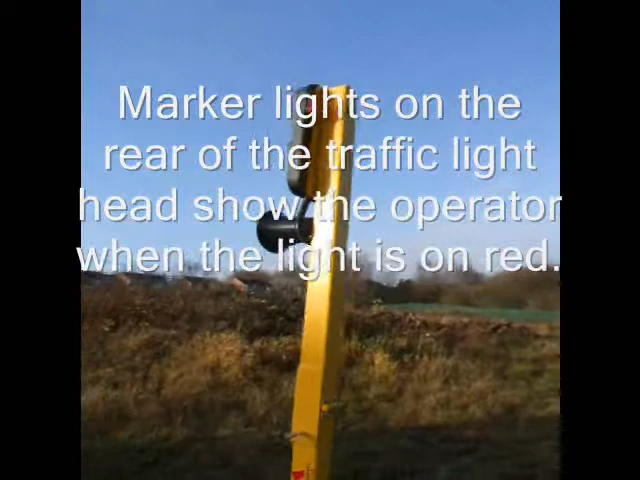 Marker lights on the
rear of the traffic light
head show the operator
when the light is on red.